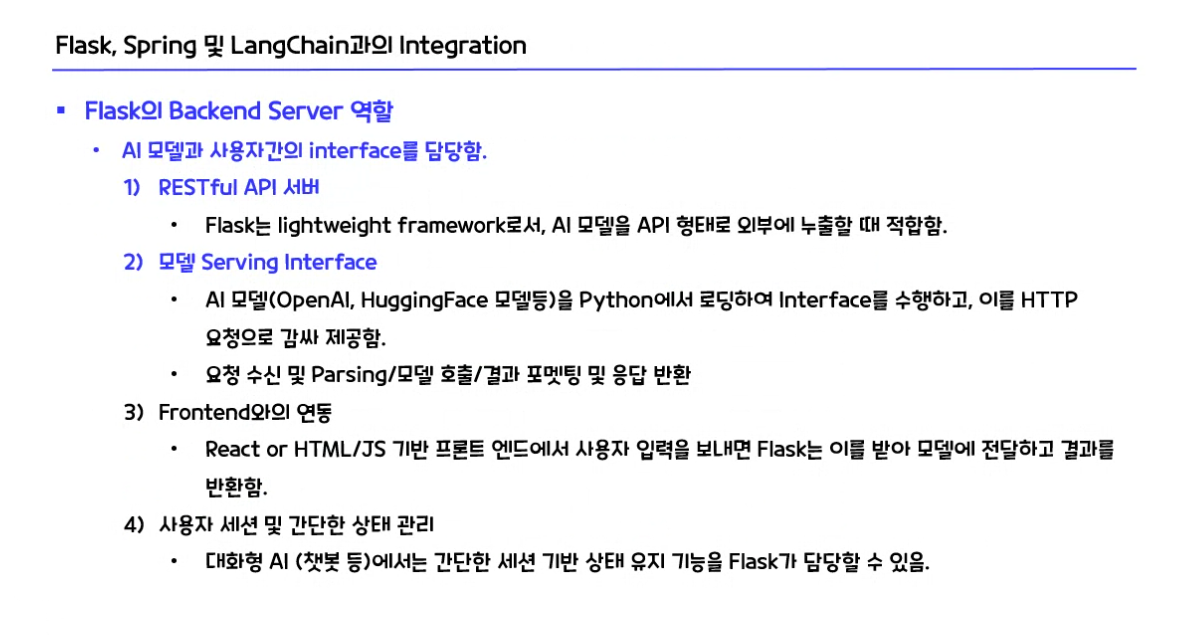 Flask, Spring 및 LangChain과의 Integration
▪ Flask의 Backend Server 역할
• AI 모델과 사용자간의 interface를 담당함.
1) RESTful API 서버
• Flask는 lightweight framework로서, AI 모델을 API 형태로 외부에 누출할 때 적합함.
2) 모델 Serving Interface
• AI 모델(OpenAI, HuggingFace 모델등)을 Python에서 로딩하여 Interface를 수행하고, 이를 HTTP
요청으로 감싸 제공함.
• 요청 수신 및 Parsing/모델 호출/결과 포멧팅 및 응답 반환
3) Frontend와의 연동
• React or HTML/JS 기반 프론트 엔드에서 사용자 입력을 보내면 Flask는 이를 받아 모델에 전달하고 결과를
반환함.
4) 사용자 세션 및 간단한 상태 관리
• 대화형 AI (챗봇 등)에서는 간단한 세션 기반 상태 유지 기능을 Flask가 담당할 수 있음.